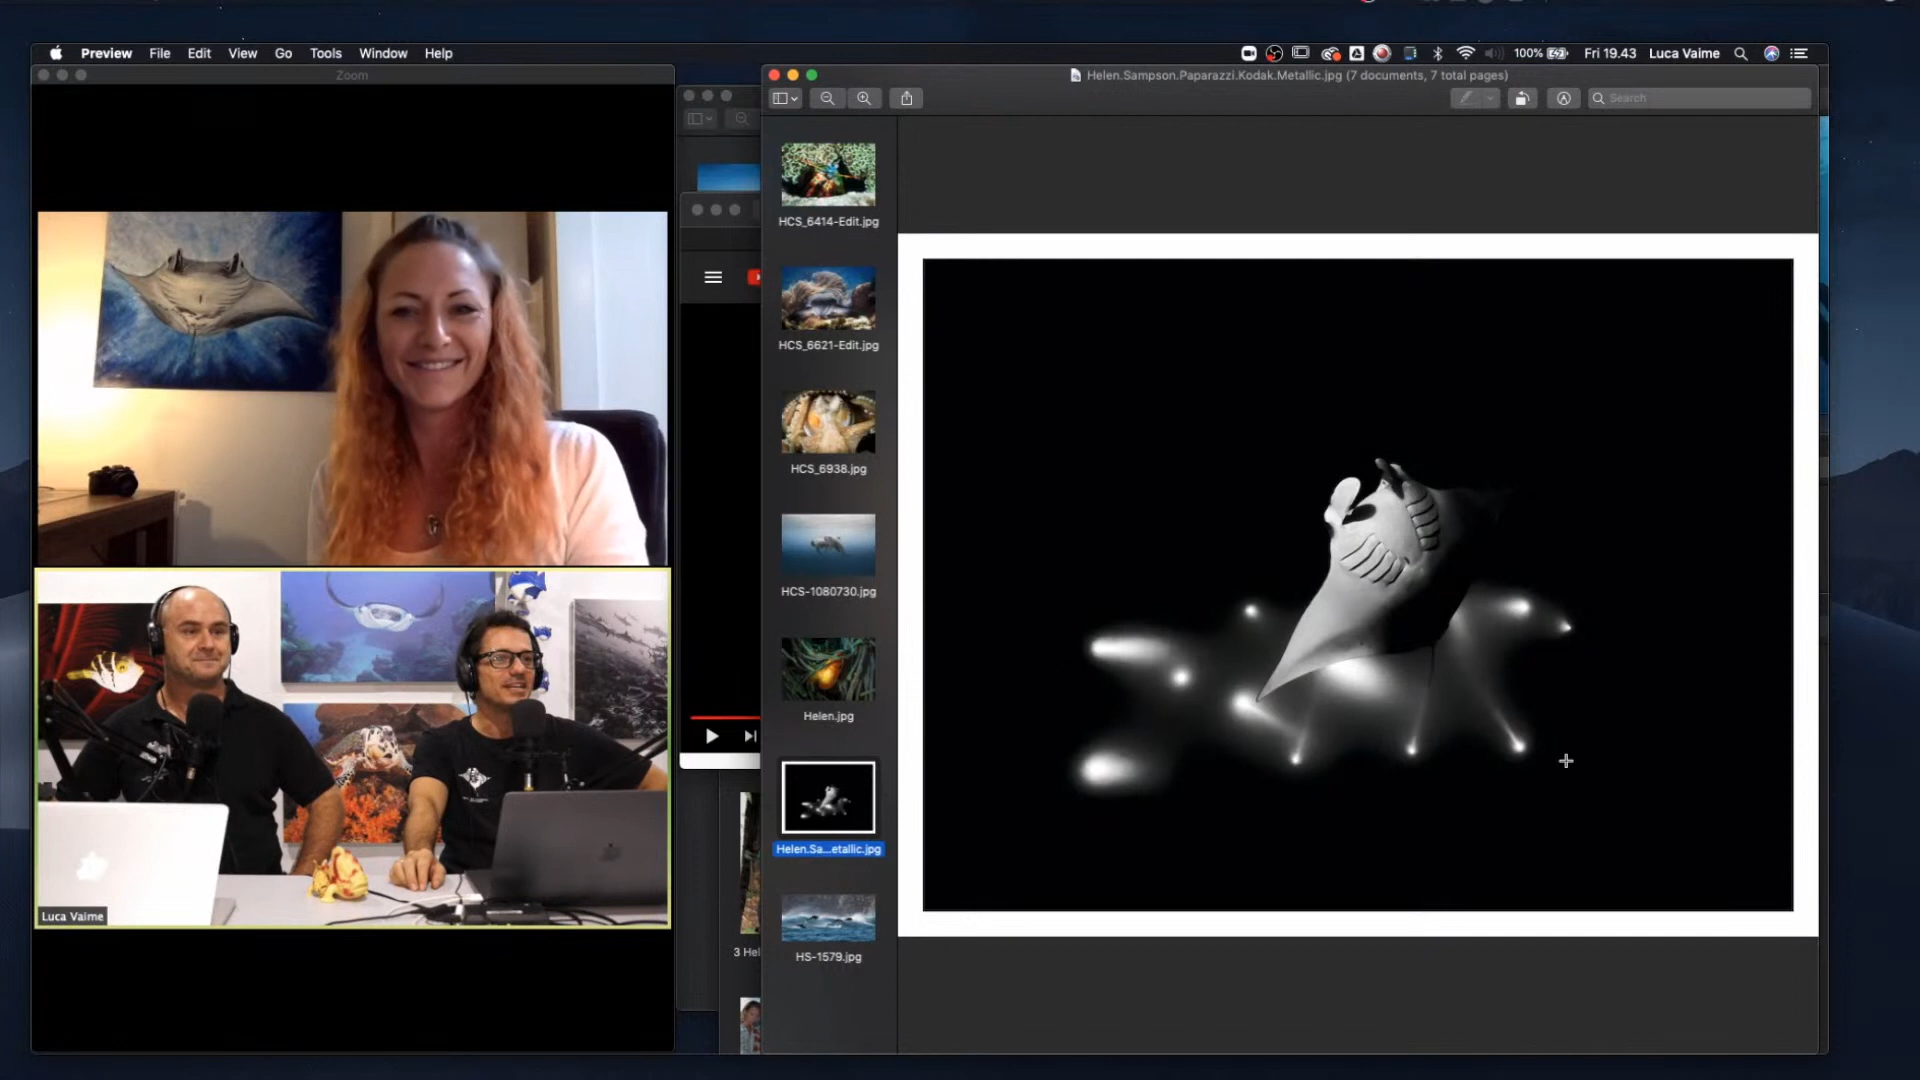 Preview File Edit View Go Tools Window Help
100% Fri 19.43 Luca Vaime
Zoom
Helen.Sampson.Paparazzi.Kodak.Metallic.jpg (7 documents, 7 total pages)
Search
HCS_6414-Edit.jpg
HCS_6621-Edit.jpg
HCS_6938.jpg
HCS-1080730.jpg
Helen.jpg
Helen.Sa...etallic.jpg
HS-1579.jpg
3 Hel
Luca Vaime